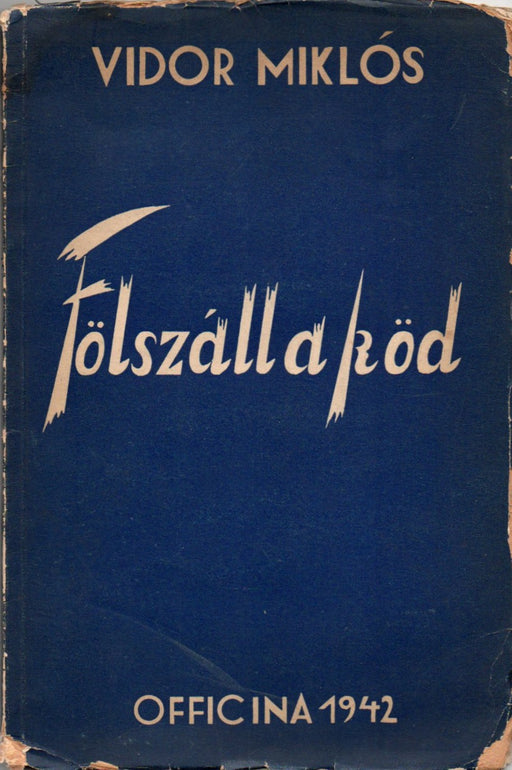 VIDOR MIKLÓS
Fölszáll a köd
OFFICINA 1942